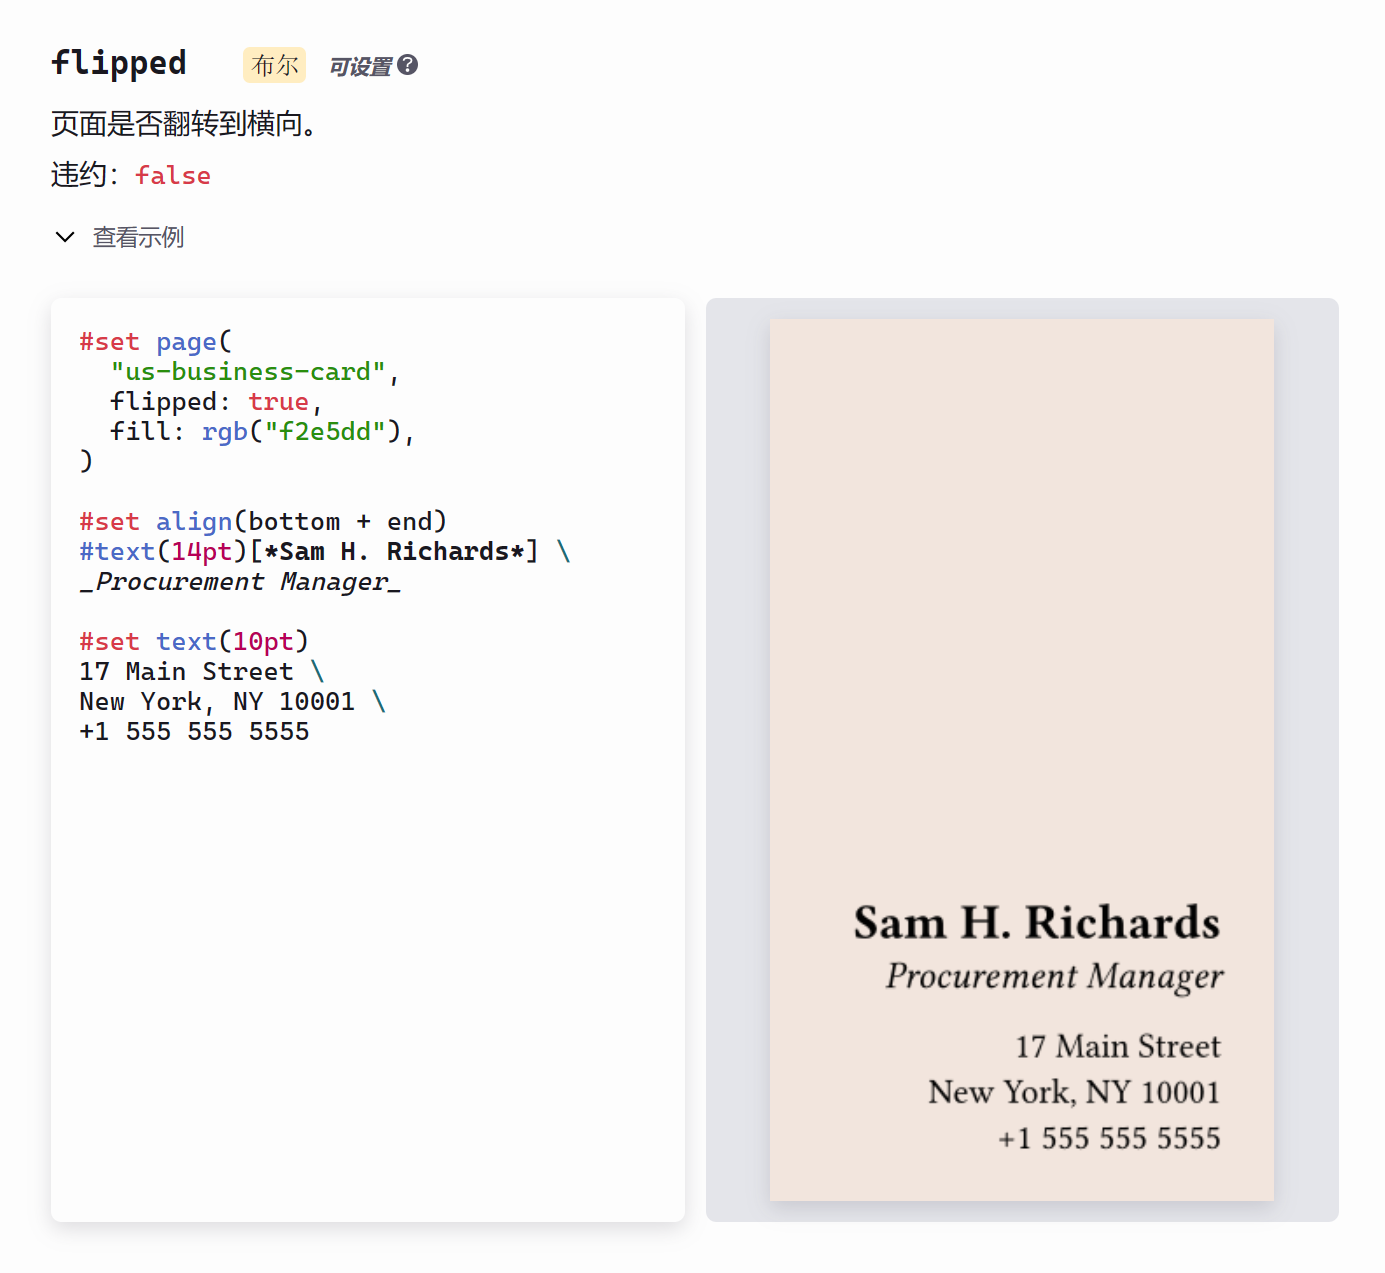 flipped 布尔 可设置
页面是否翻转到横向。
违约：false
查看示例
#set page(
  "us-business-card",
  flipped: true,
  fill: rgb("f2e5dd"),
)
#set align(bottom + end)
#text(14pt)[*Sam H. Richards*] \
_Procurement Manager_
#set text(10pt)
17 Main Street \
New York, NY 10001 \
+1 555 555 5555
Sam H. Richards
Procurement Manager
17 Main Street
New York, NY 10001
+1 555 555 5555